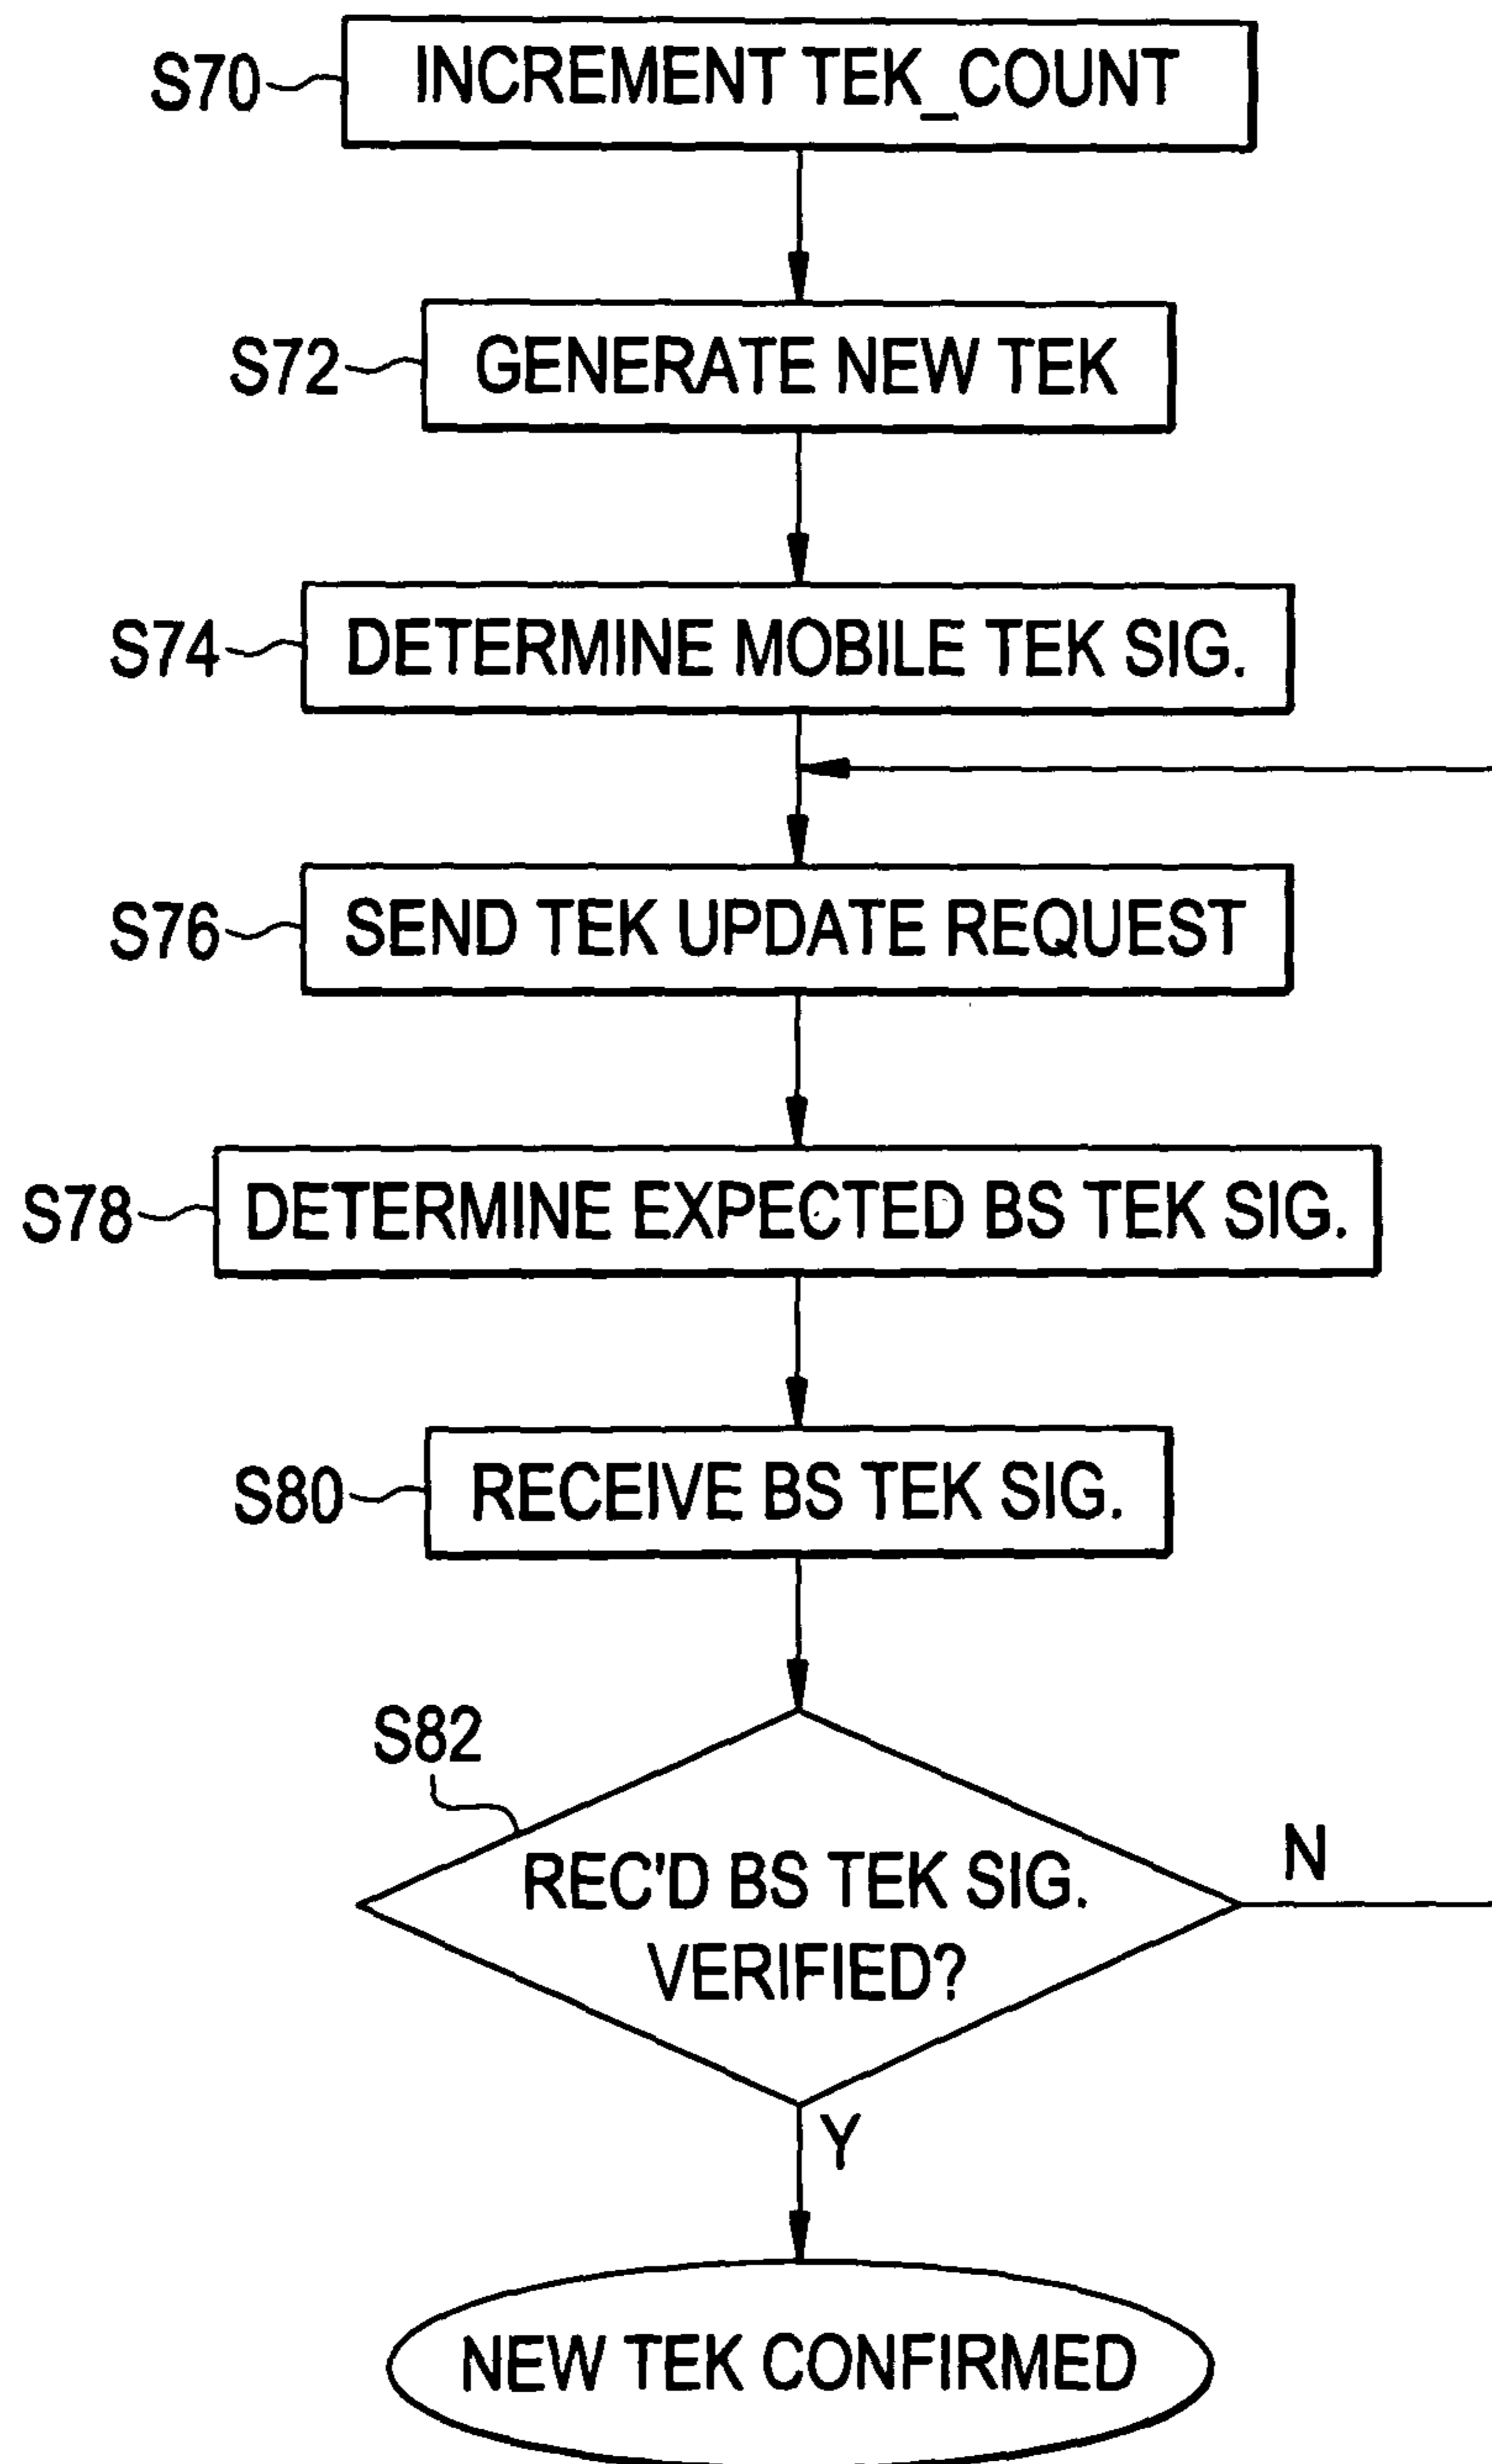 S70
INCREMENT TEK_COUNT
S72
GENERATE NEW TEK
S74
DETERMINE MOBILE TEK SIG.
S76
SEND TEK UPDATE REQUEST
S78
DETERMINE EXPECTED BS TEK SIG.
S80
RECEIVE BS TEK SIG.
S82
REC'D BS TEK SIG.
VERIFIED?
N
Y
NEW TEK CONFIRMED